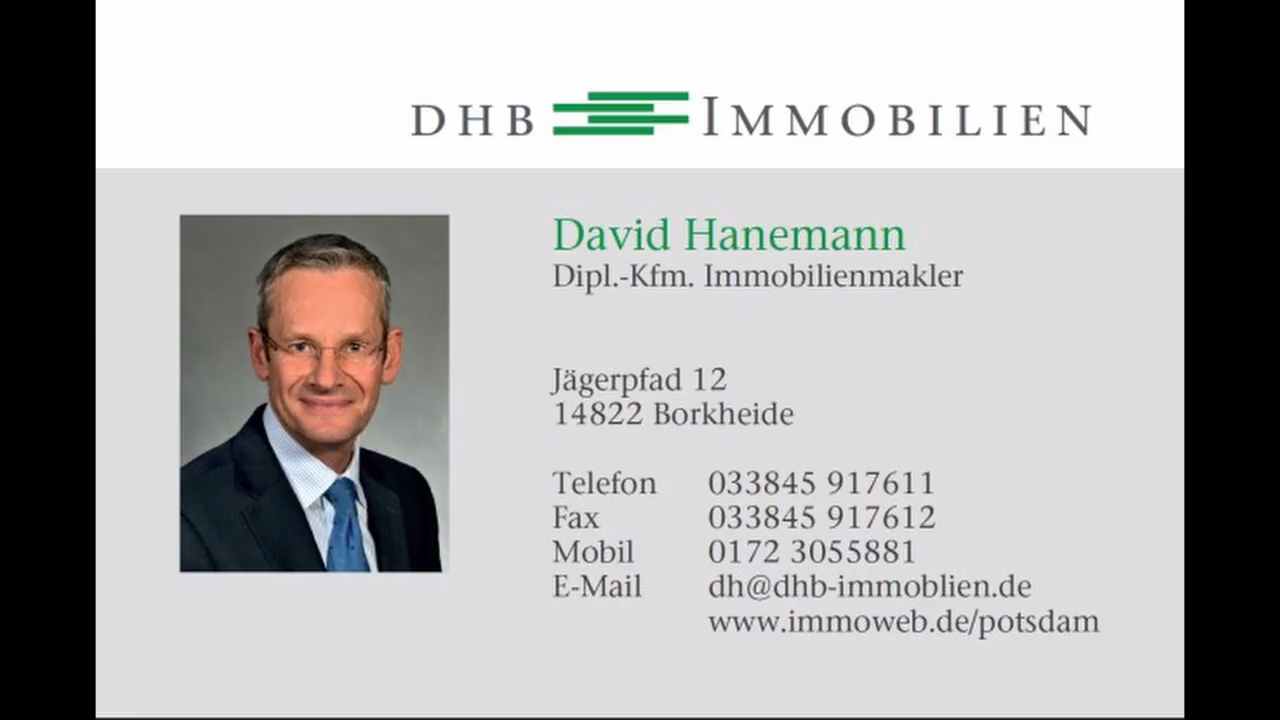 DHB IMMOBILIEN
David Hanemann
Dipl.-Kfm. Immobilienmakler
Jägerpfad 12
14822 Borkheide
Telefon 033845 917611
Fax 033845 917612
Mobil 0172 3055881
E-Mail dh@dhb-immoblien.de
www.immoweb.de/potsdam